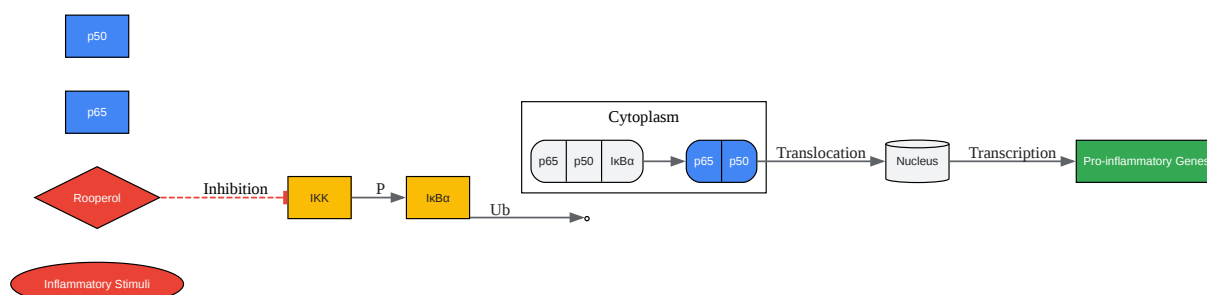 p50
p65
Rooperol
Inflammatory Stimuli
Inhibition
IKK
P
IκBα
Ub
Cytoplasm
p65 p50 IκBα
p65 p50
Translocation
Nucleus
Transcription
Pro-inflammatory Genes